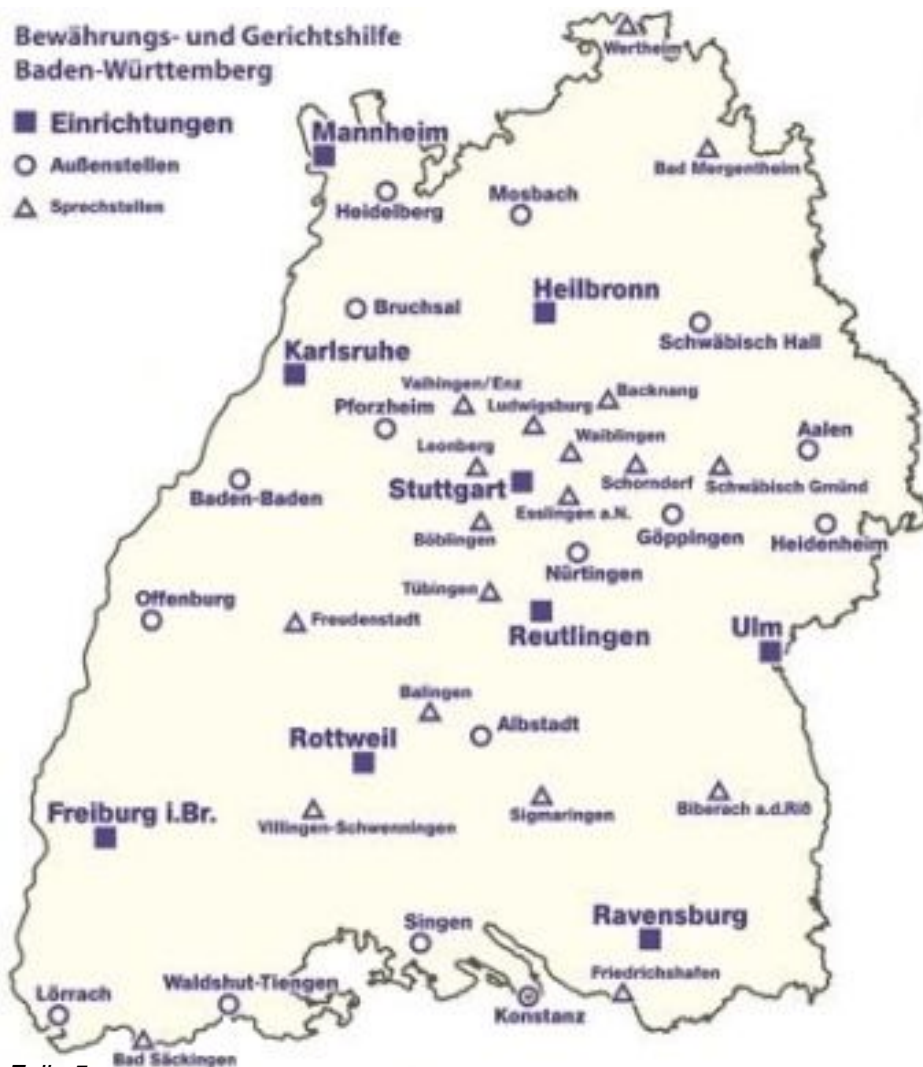 Bewährungs- und Gerichtshilfe
Baden-Württemberg
Einrichtungen
Außenstellen
Sprechstellen
Wertheim
Mannheim
Bad Mergentheim
Heidelberg
Mosbach
Bruchsal
Heilbronn
Schwäbisch Hall
Karlsruhe
Vaihingen/Enz
Backnang
Pforzheim
Ludwigsburg
Waiblingen
Aalen
Leonberg
Stuttgart
Schorndorf
Schwäbisch Gmünd
Baden-Baden
Esslingen a.N.
Böblingen
Göppingen
Heidenheim
Nürtingen
Tübingen
Offenburg
Freudenstadt
Reutlingen
Ulm
Balingen
Albstadt
Rottweil
Freiburg i.Br.
Villingen-Schwenningen
Sigmaringen
Biberach a.d.Riß
Singen
Ravensburg
Friedrichshafen
Waldshut-Tiengen
Lörrach
Konstanz
Bad Säckingen